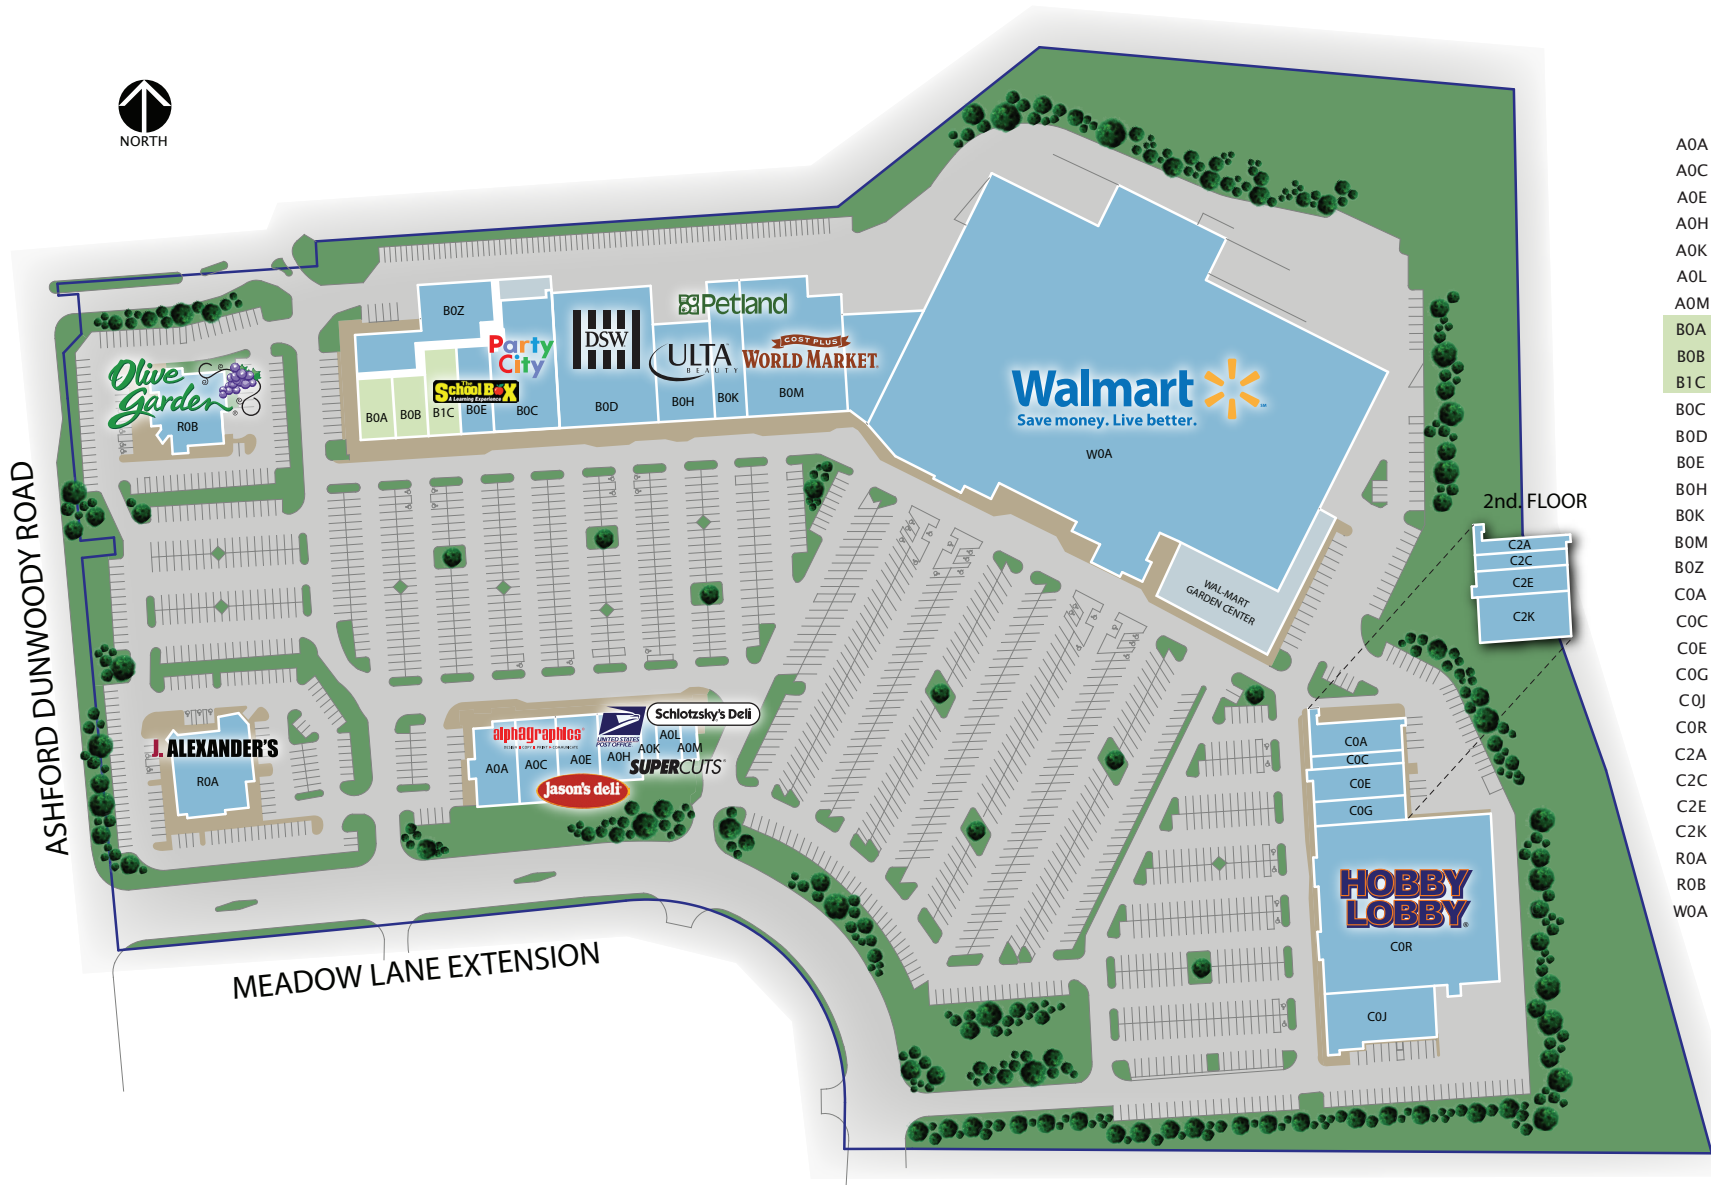 NORTH
Olive
Garden
R0B
B0Z
Party
City
The
School Box
A Learning Experience
B0A
B0B
B1C
B0E
B0C
DSW
B0D
Petland
ULTA
BEAUTY
COST PLUS
WORLD MARKET
B0H
B0K
B0M
Walmart
Save money. Live better.
W0A
WAL-MART
GARDEN CENTER
2nd. FLOOR
C2A
C2C
C2E
C2K
ASHFORD DUNWOODY ROAD
J. ALEXANDER'S
R0A
alphagraphics
UNITED STATES
POST OFFICE
Schlotzsky's Deli
A0A
A0C
A0E
A0H
A0K
A0L
A0M
SUPERCUTS
Jason's deli
C0A
C0C
C0E
C0G
HOBBY
LOBBY
C0R
C0J
MEADOW LANE EXTENSION
A0A
A0C
A0E
A0H
A0K
A0L
A0M
B0A
B0B
B1C
B0C
B0D
B0E
B0H
B0K
B0M
B0Z
C0A
C0C
C0E
C0G
C0J
C0R
C2A
C2C
C2E
C2K
R0A
R0B
W0A